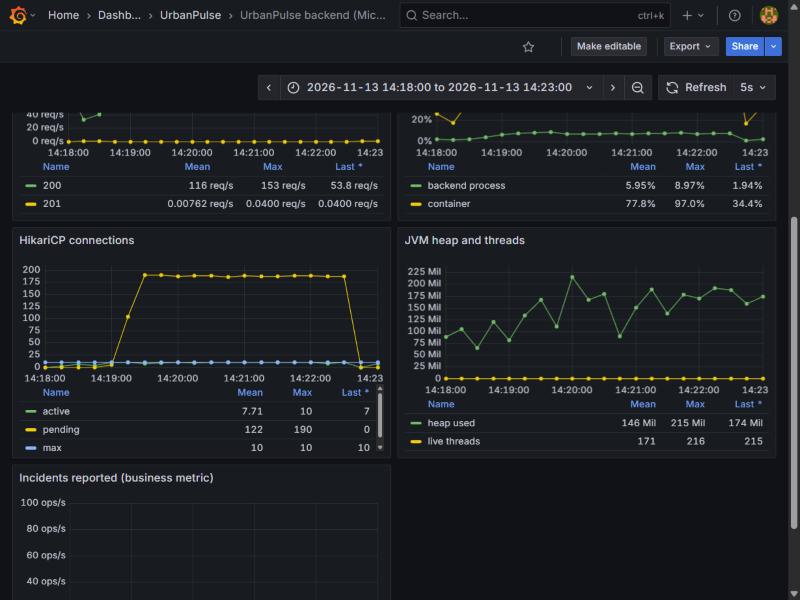 Home › Dashb... › UrbanPulse › UrbanPulse backend (Mic...
Search... ctrl+k
Make editable Export Share
2026-11-13 14:18:00 to 2026-11-13 14:23:00 Refresh 5s
40 req/s
20 req/s
0 req/s
14:18:00 14:19:00 14:20:00 14:21:00 14:22:00 14:23
Name Mean Max Last *
200 116 req/s 153 req/s 53.8 req/s
201 0.00762 req/s 0.0400 req/s 0.0400 req/s
20%
0%
14:18:00 14:19:00 14:20:00 14:21:00 14:22:00 14:23
Name Mean Max Last *
backend process 5.95% 8.97% 1.94%
container 77.8% 97.0% 34.4%
HikariCP connections
200
175
150
125
100
75
50
25
0
14:18:00 14:19:00 14:20:00 14:21:00 14:22:00 14:23
Name Mean Max Last *
active 7.71 10 7
pending 122 190 0
max 10 10 10
JVM heap and threads
225 Mil
200 Mil
175 Mil
150 Mil
125 Mil
100 Mil
75 Mil
50 Mil
25 Mil
0
14:18:00 14:19:00 14:20:00 14:21:00 14:22:00 14:23
Name Mean Max Last *
heap used 146 Mil 215 Mil 174 Mil
live threads 171 216 215
Incidents reported (business metric)
100 ops/s
80 ops/s
60 ops/s
40 ops/s